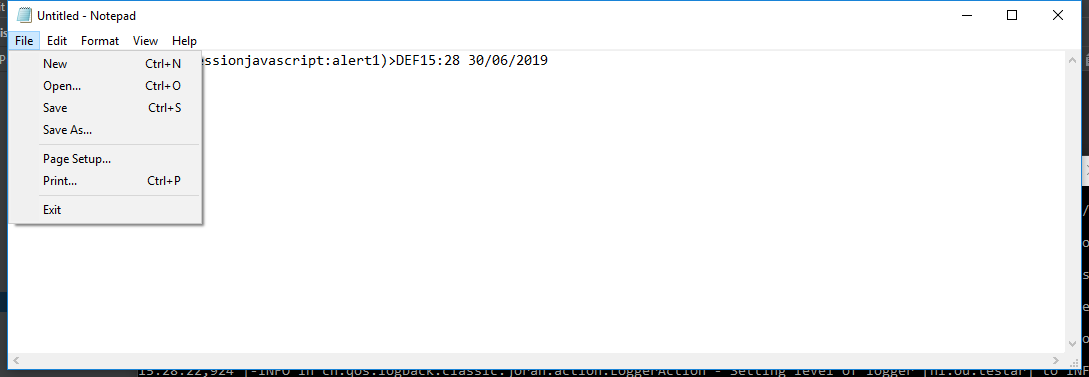 Untitled - Notepad
File Edit Format View Help
essionjavascript:alert1)>DEF15:28 30/06/2019
New Ctrl+N
Open... Ctrl+O
Save Ctrl+S
Save As...
Page Setup...
Print... Ctrl+P
Exit
15:28:22,924 |-INFO in ch.qos.logback.classic.joran.action.LoggerAction - Setting level of logger [nl.ou.testar] to INF